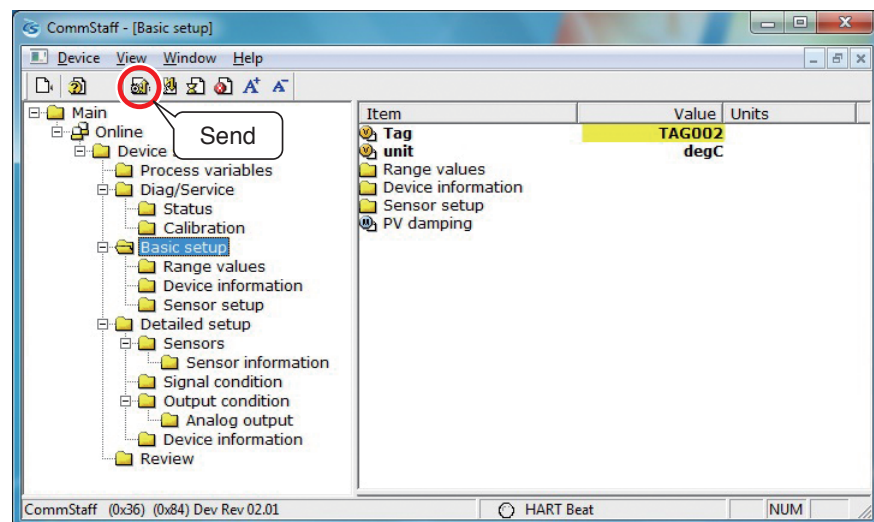 CommStaff - [Basic setup]
Device View Window Help
Send
Main
Online
Device
Process variables
Diag/Service
Status
Calibration
Basic setup
Range values
Device information
Sensor setup
Detailed setup
Sensors
Sensor information
Signal condition
Output condition
Analog output
Device information
Review
Item Value Units
Tag TAG002
unit degC
Range values
Device information
Sensor setup
PV damping
CommStaff (0x36) (0x84) Dev Rev 02.01 HART Beat NUM